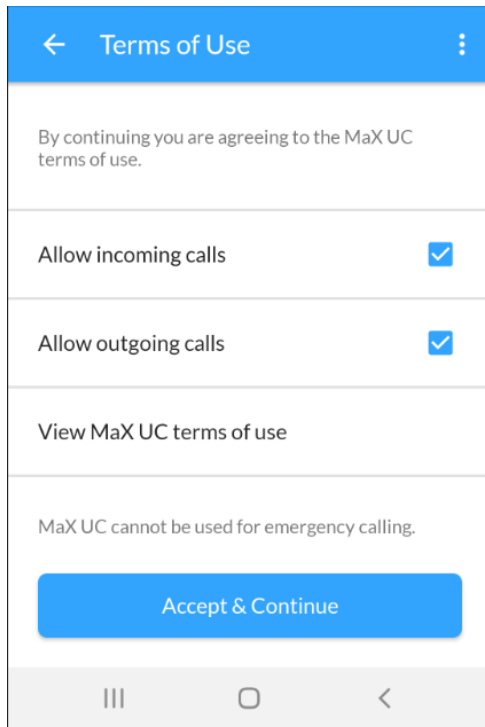 Terms of Use
By continuing you are agreeing to the MaX UC
terms of use.
Allow incoming calls
Allow outgoing calls
View MaX UC terms of use
MaX UC cannot be used for emergency calling.
Accept & Continue